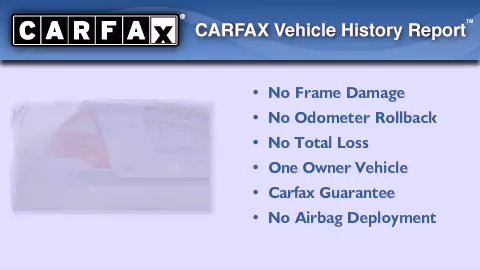 CARFAX® CARFAX Vehicle History Report™
• No Frame Damage
• No Odometer Rollback
• No Total Loss
• One Owner Vehicle
• Carfax Guarantee
• No Airbag Deployment